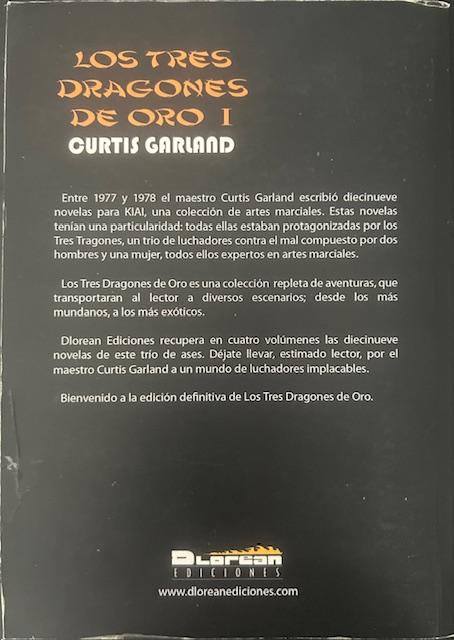 LOS TRES
DRAGONES
DE ORO I
CURTIS GARLAND
Entre 1977 y 1978 el maestro Curtis Garland escribió diecinueve
novelas para KIAI, una colección de artes marciales. Estas novelas
tenían una particularidad: todas ellas estaban protagonizadas por los
Tres Tragones, un trio de luchadores contra el mal compuesto por dos
hombres y una mujer, todos ellos expertos en artes marciales.
Los Tres Dragones de Oro es una colección repleta de aventuras, que
transportaran al lector a diversos escenarios; desde los más
mundanos, a los más exóticos.
Dlorean Ediciones recupera en cuatro volúmenes las diecinueve
novelas de este trío de ases. Déjate llevar, estimado lector, por el
maestro Curtis Garland a un mundo de luchadores implacables.
Bienvenido a la edición definitiva de Los Tres Dragones de Oro.
DLorean
EDICIONES
www.dloreanediciones.com